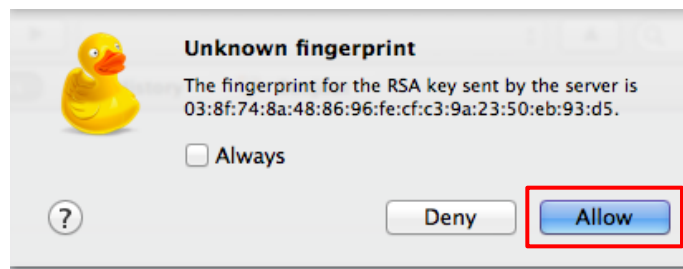 Unknown fingerprint
The fingerprint for the RSA key sent by the server is
03:8f:74:8a:48:86:96:fe:cf:c3:9a:23:50:eb:93:d5.
Always
?
Deny
Allow